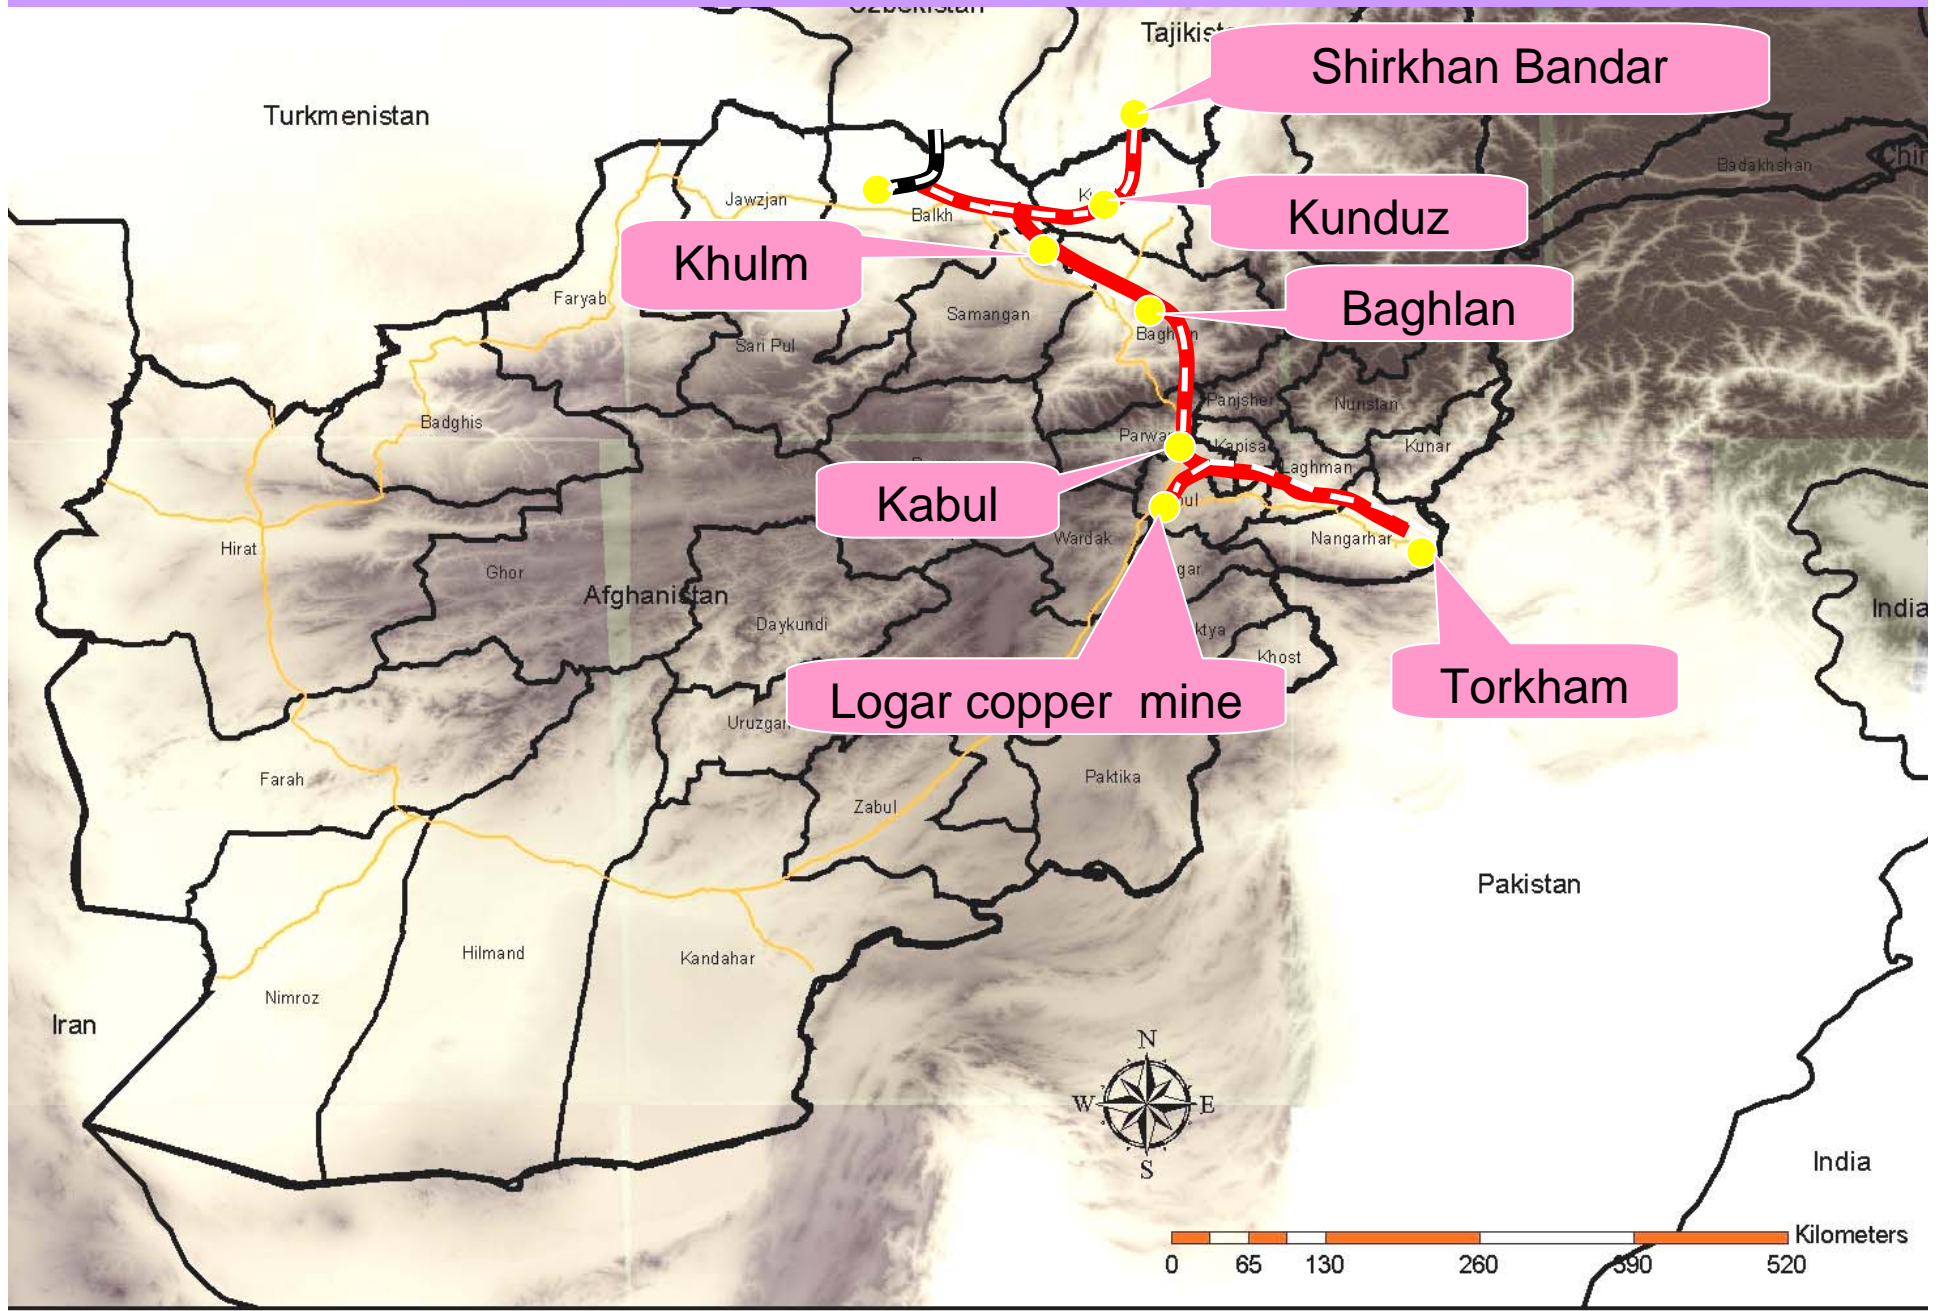 Uzbekistan
Shirkhan Bandar
Turkmenistan
Badakhshan
Jawzjan
Balkh
Kunduz
Khulm
Faryab
Baghlan
Samangan
Sari Pul
Panjsher
Nuristan
Badghis
Kapisa
Kunar
Laghman
Kabul
Wardak
Nangarhar
Hirat
Ghor
Afghanistan
India
Daykundi
Khost
Logar copper mine
Torkham
Farah
Paktika
Zabul
Pakistan
Hilmand
Kandahar
Nimroz
Iran
N
W
E
S
India
Kilometers
0 65 130 260 390 520